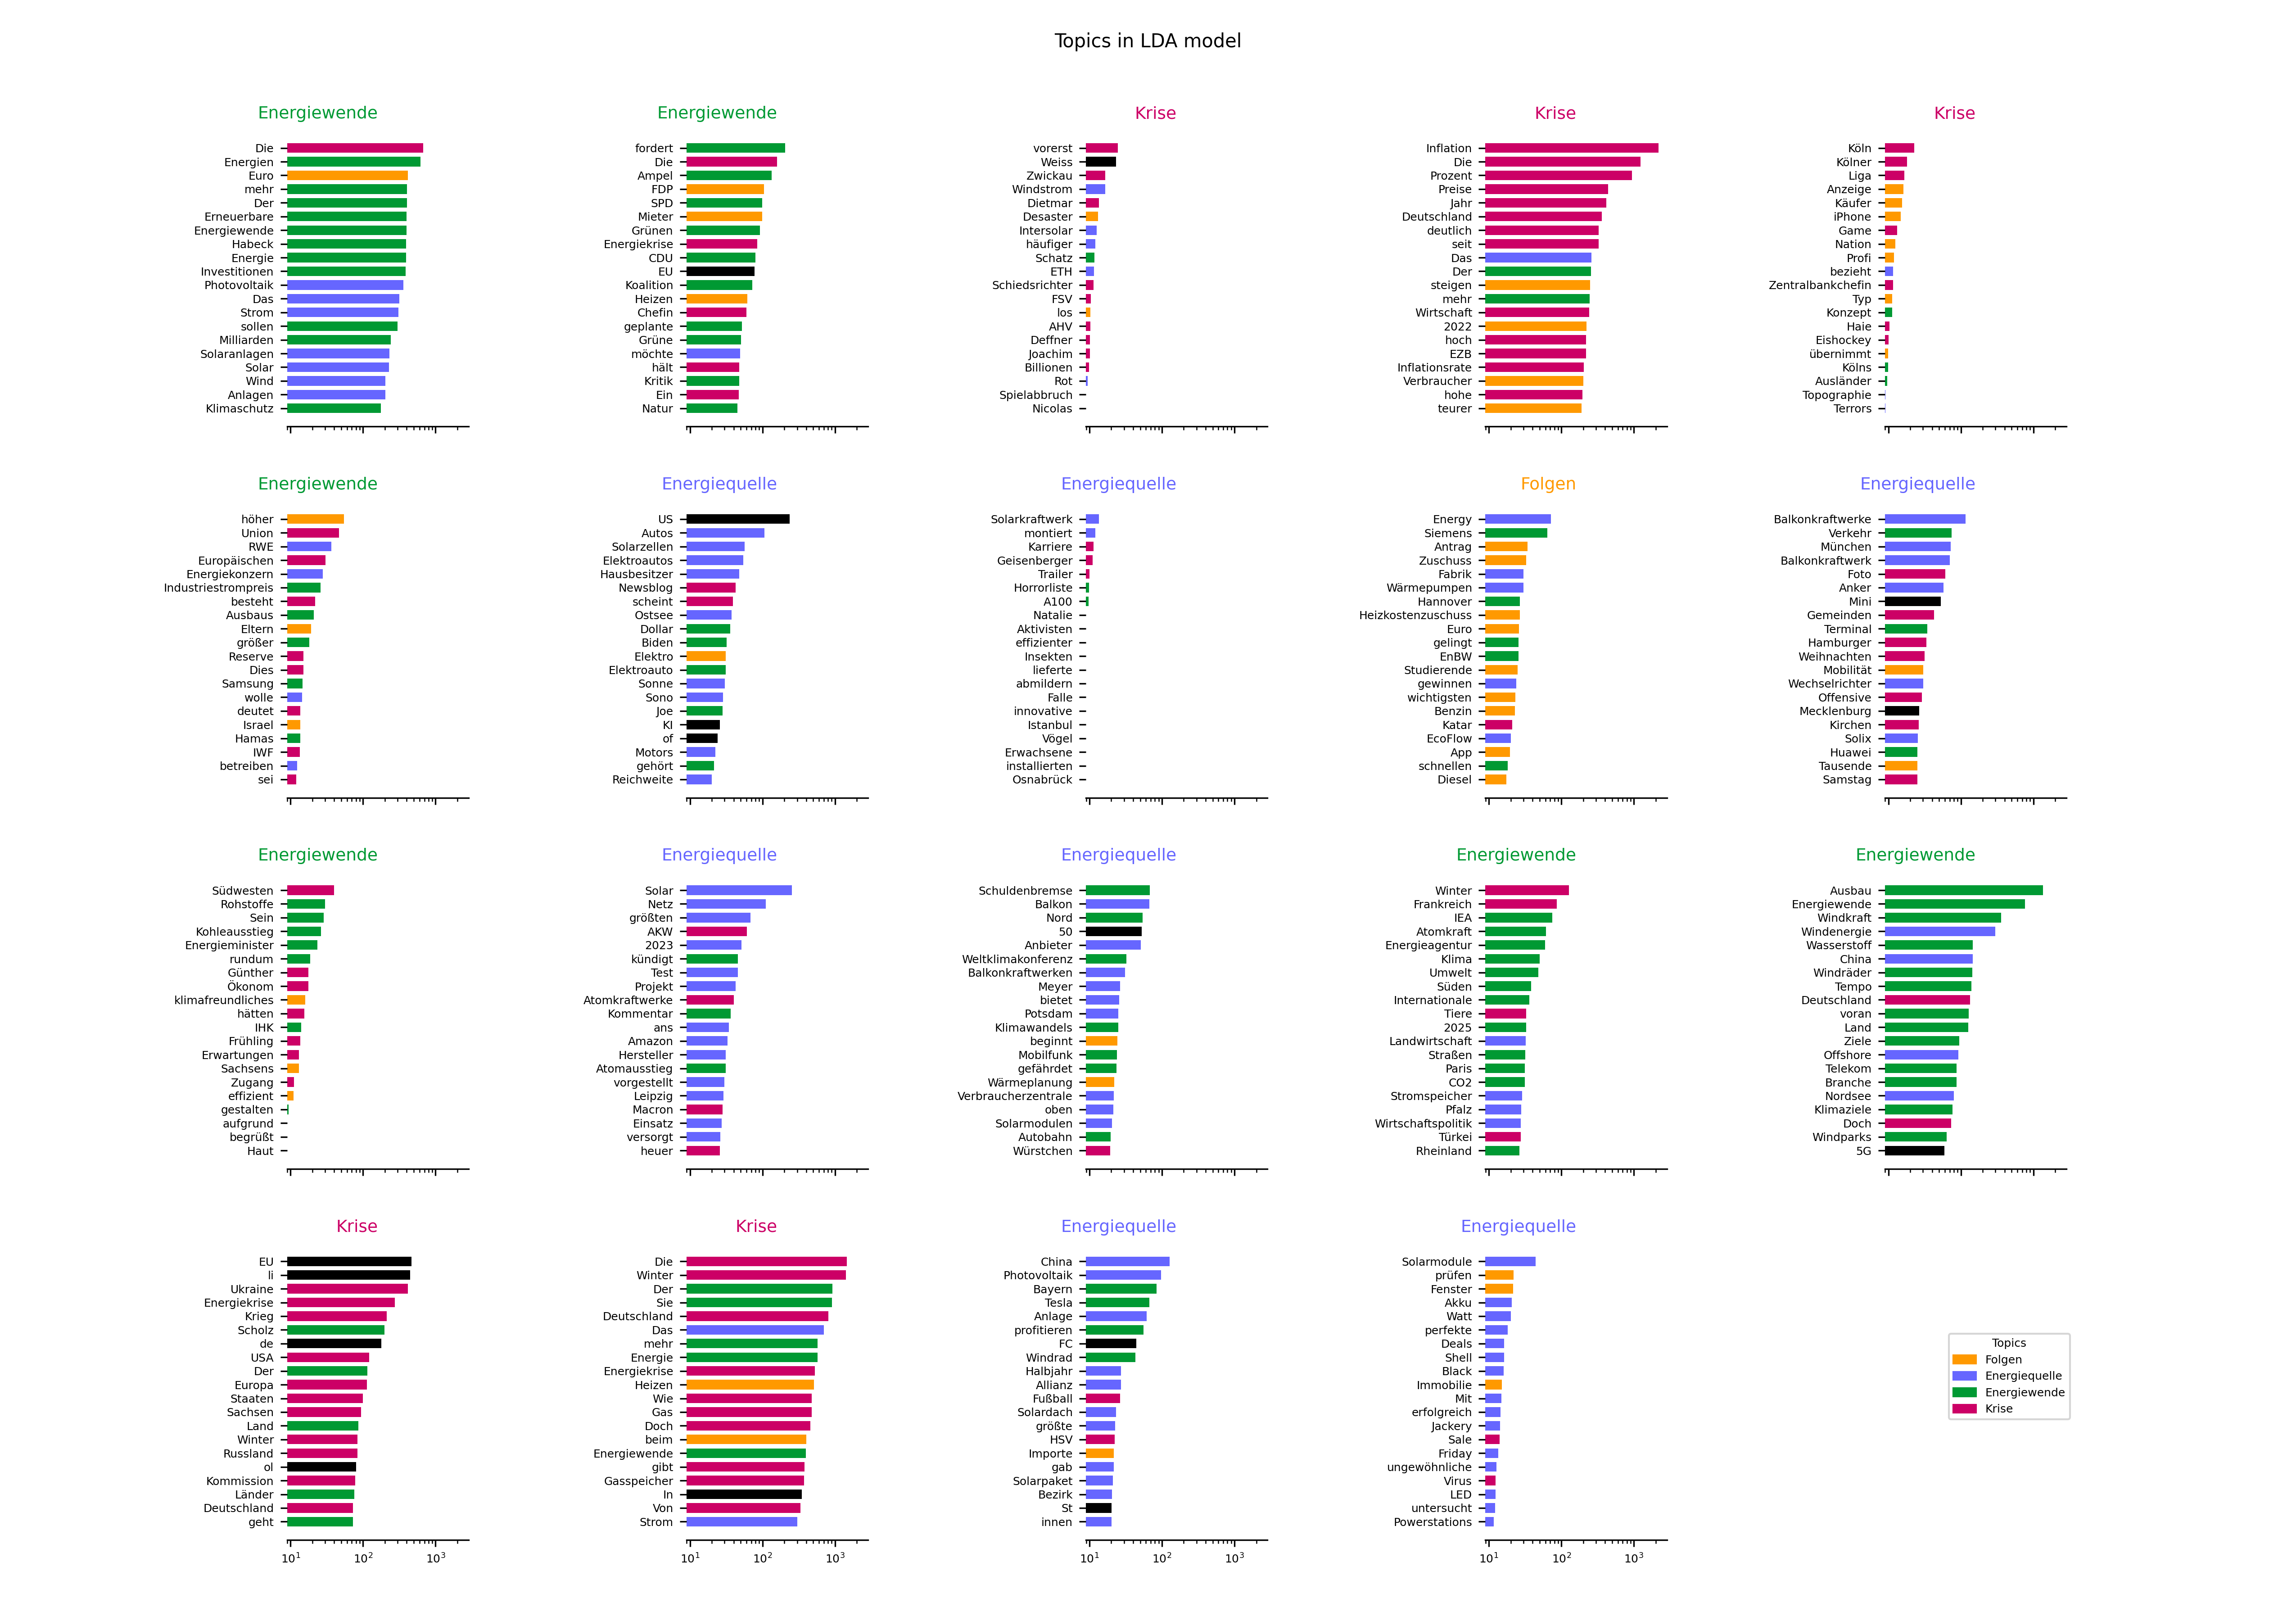 Topics in LDA model
Energiewende
Die
Energien
Euro
mehr
Der
Erneuerbare
Energiewende
Habeck
Energie
Investitionen
Photovoltaik
Das
Strom
sollen
Milliarden
Solaranlagen
Solar
Wind
Anlagen
Klimaschutz
Energiewende
fordert
Die
Ampel
FDP
SPD
Mieter
Grünen
Energiekrise
CDU
EU
Koalition
Heizen
Chefin
geplante
Grüne
möchte
hält
Kritik
Ein
Natur
Krise
vorerst
Weiss
Zwickau
Windstrom
Dietmar
Desaster
Intersolar
häufiger
Schatz
ETH
Schiedsrichter
FSV
los
AHV
Deffner
Joachim
Billionen
Rot
Spielabbruch
Nicolas
Krise
Inflation
Die
Prozent
Preise
Jahr
Deutschland
deutlich
seit
Das
Der
steigen
mehr
Wirtschaft
2022
hoch
EZB
Inflationsrate
Verbraucher
hohe
teurer
Krise
Köln
Kölner
Liga
Anzeige
Käufer
iPhone
Game
Nation
Profi
bezieht
Zentralbankchefin
Typ
Konzept
Haie
Eishockey
übernimmt
Kölns
Ausländer
Topographie
Terrors
Energiewende
höher
Union
RWE
Europäischen
Energiekonzern
Industriestrompreis
besteht
Ausbaus
Eltern
größer
Reserve
Dies
Samsung
wolle
deutet
Israel
Hamas
IWF
betreiben
sei
Energiequelle
US
Autos
Solarzellen
Elektroautos
Hausbesitzer
Newsblog
scheint
Ostsee
Dollar
Biden
Elektro
Elektroauto
Sonne
Sono
Joe
KI
of
Motors
gehört
Reichweite
Energiequelle
Solarkraftwerk
montiert
Karriere
Geisenberger
Trailer
Horrorliste
A100
Natalie
Aktivisten
effizienter
Insekten
lieferte
abmildern
Falle
innovative
Istanbul
Vögel
Erwachsene
installierten
Osnabrück
Folgen
Energy
Siemens
Antrag
Zuschuss
Fabrik
Wärmepumpen
Hannover
Heizkostenzuschuss
Euro
gelingt
EnBW
Studierende
gewinnen
wichtigsten
Benzin
Katar
EcoFlow
App
schnellen
Diesel
Energiequelle
Balkonkraftwerke
Verkehr
München
Balkonkraftwerk
Foto
Anker
Mini
Gemeinden
Terminal
Hamburger
Weihnachten
Mobilität
Wechselrichter
Offensive
Mecklenburg
Kirchen
Solix
Huawei
Tausende
Samstag
Energiewende
Südwesten
Rohstoffe
Sein
Kohleausstieg
Energieminister
rundum
Günther
Ökonom
klimafreundliches
hätten
IHK
Frühling
Erwartungen
Sachsens
Zugang
effizient
gestalten
aufgrund
begrüßt
Haut
Energiequelle
Solar
Netz
größten
AKW
2023
kündigt
Test
Projekt
Atomkraftwerke
Kommentar
ans
Amazon
Hersteller
Atomausstieg
vorgestellt
Leipzig
Macron
Einsatz
versorgt
heuer
Energiequelle
Schuldenbremse
Balkon
Nord
50
Anbieter
Weltklimakonferenz
Balkonkraftwerken
Meyer
bietet
Potsdam
Klimawandels
beginnt
Mobilfunk
gefährdet
Wärmeplanung
Verbraucherzentrale
oben
Solarmodulen
Autobahn
Würstchen
Energiewende
Winter
Frankreich
IEA
Atomkraft
Energieagentur
Klima
Umwelt
Süden
Internationale
Tiere
2025
Landwirtschaft
Straßen
Paris
CO2
Stromspeicher
Pfalz
Wirtschaftspolitik
Türkei
Rheinland
Energiewende
Ausbau
Energiewende
Windkraft
Windenergie
Wasserstoff
China
Windräder
Tempo
Deutschland
voran
Land
Ziele
Offshore
Telekom
Branche
Nordsee
Klimaziele
Doch
Windparks
5G
Krise
EU
li
Ukraine
Energiekrise
Krieg
Scholz
de
USA
Der
Europa
Staaten
Sachsen
Land
Winter
Russland
ol
Kommission
Länder
Deutschland
geht
10¹ 10² 10³
Krise
Die
Winter
Der
Sie
Deutschland
Das
mehr
Energie
Energiekrise
Heizen
Wie
Gas
Doch
beim
Energiewende
gibt
Gasspeicher
In
Von
Strom
10¹ 10² 10³
Energiequelle
China
Photovoltaik
Bayern
Tesla
Anlage
profitieren
FC
Windrad
Halbjahr
Allianz
Fußball
Solardach
größte
HSV
Importe
gab
Solarpaket
Bezirk
St
innen
10¹ 10² 10³
Energiequelle
Solarmodule
prüfen
Fenster
Akku
Watt
perfekte
Deals
Shell
Black
Immobilie
Mit
erfolgreich
Jackery
Sale
Friday
ungewöhnliche
Virus
LED
untersucht
Powerstations
10¹ 10² 10³
Topics
Folgen
Energiequelle
Energiewende
Krise